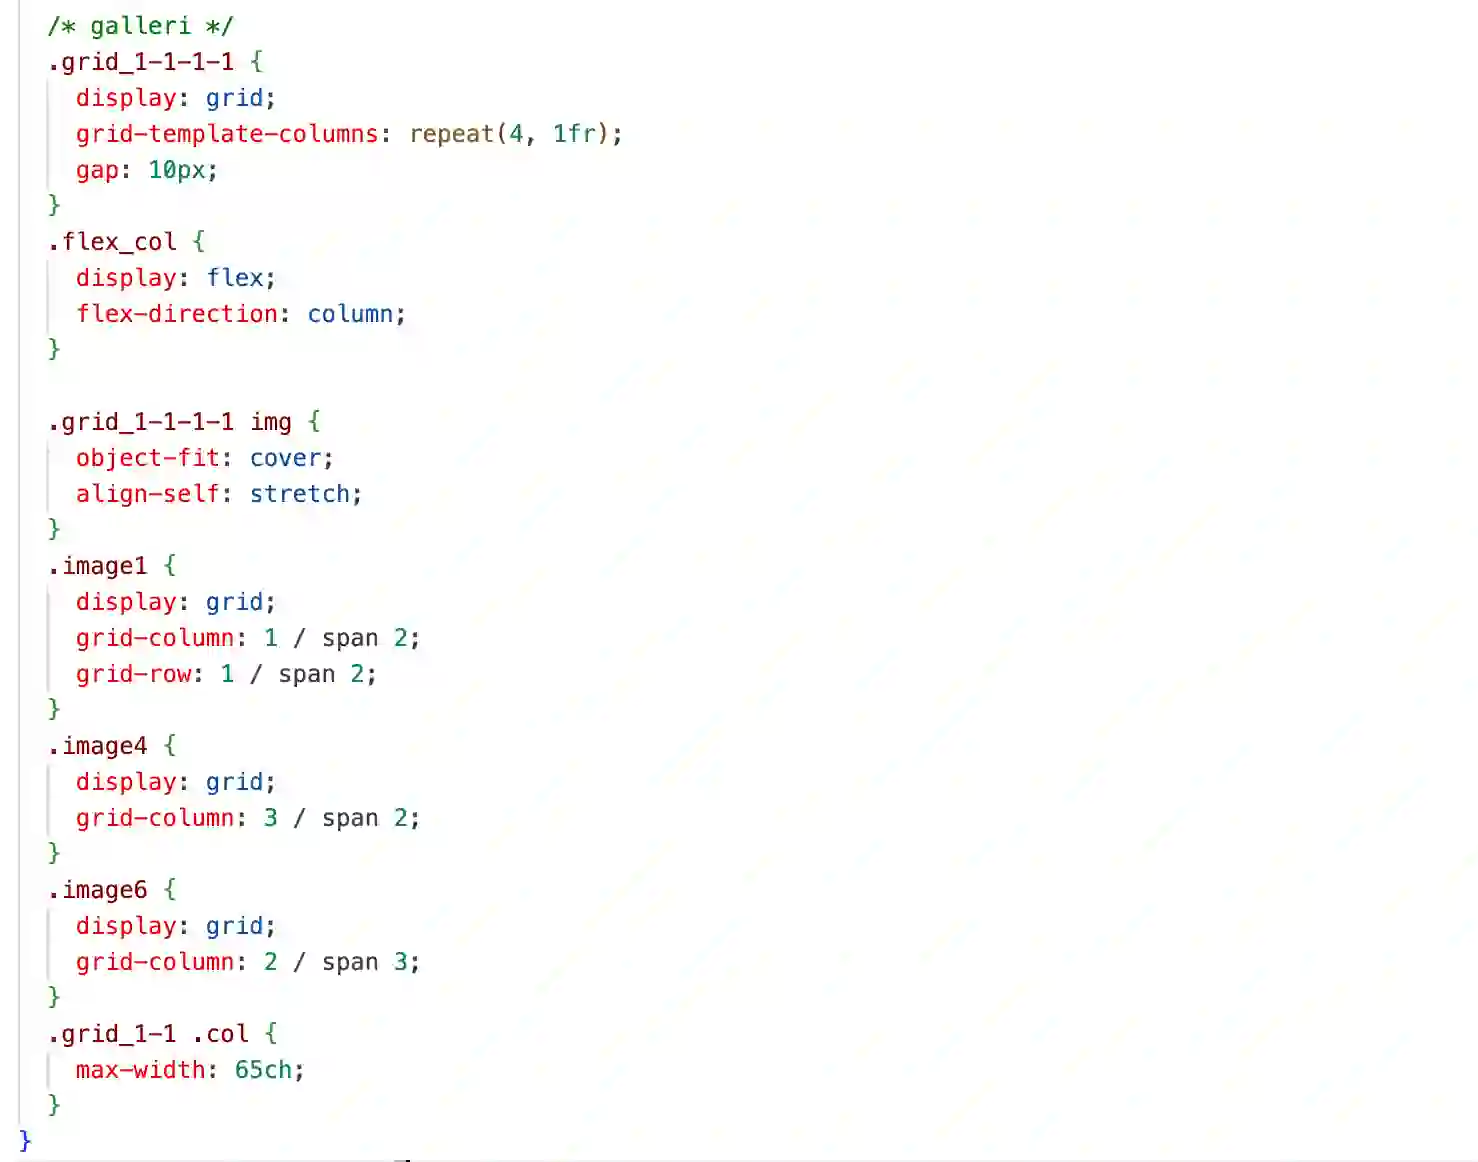 /* galleri */
.grid_1-1-1-1 {
display: grid;
grid-template-columns: repeat(4, 1fr);
gap: 10px;
}
.flex_col {
display: flex;
flex-direction: column;
}
.grid_1-1-1-1 img {
object-fit: cover;
align-self: stretch;
}
.image1 {
display: grid;
grid-column: 1 / span 2;
grid-row: 1 / span 2;
}
.image4 {
display: grid;
grid-column: 3 / span 2;
}
.image6 {
display: grid;
grid-column: 2 / span 3;
}
.grid_1-1 .col {
max-width: 65ch;
}
}